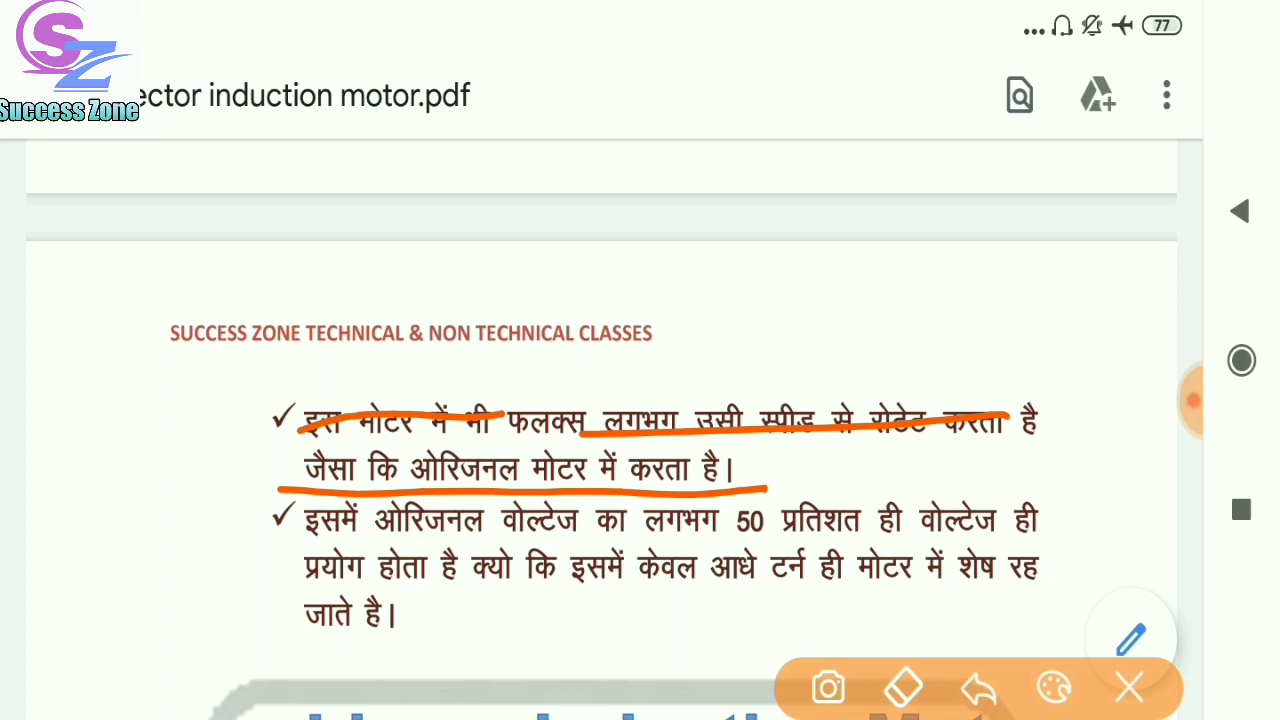 SZ
Success Zone
ector induction motor.pdf
77
SUCCESS ZONE TECHNICAL & NON TECHNICAL CLASSES
✓ इस मोटर में भी फलक्स लगभग उसी स्पीड से रोटेट करता है
जैसा कि ओरिजनल मोटर में करता है।
✓ इसमें ओरिजनल वोल्टेज का लगभग 50 प्रतिशत ही वोल्टेज ही
प्रयोग होता है क्यो कि इसमें केवल आधे टर्न ही मोटर में शेष रह
जाते है।